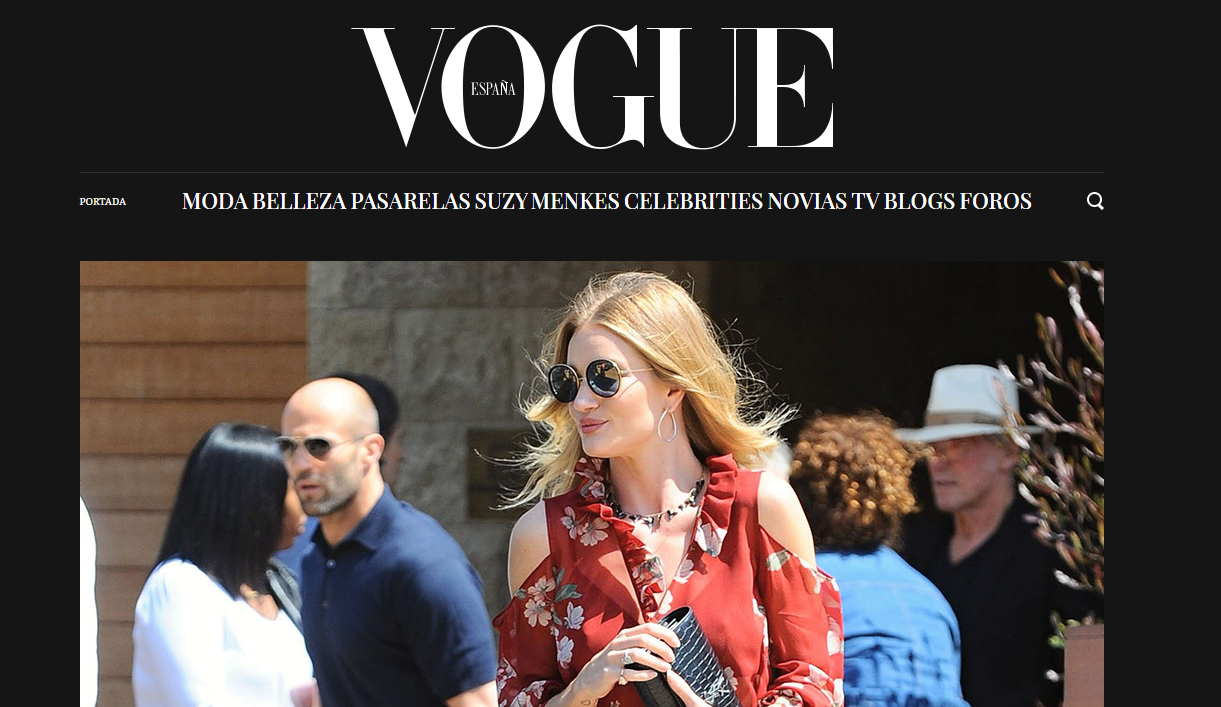 VOGUE
ESPAÑA
PORTADA MODA BELLEZA PASARELAS SUZY MENKES CELEBRITIES NOVIAS TV BLOGS FOROS